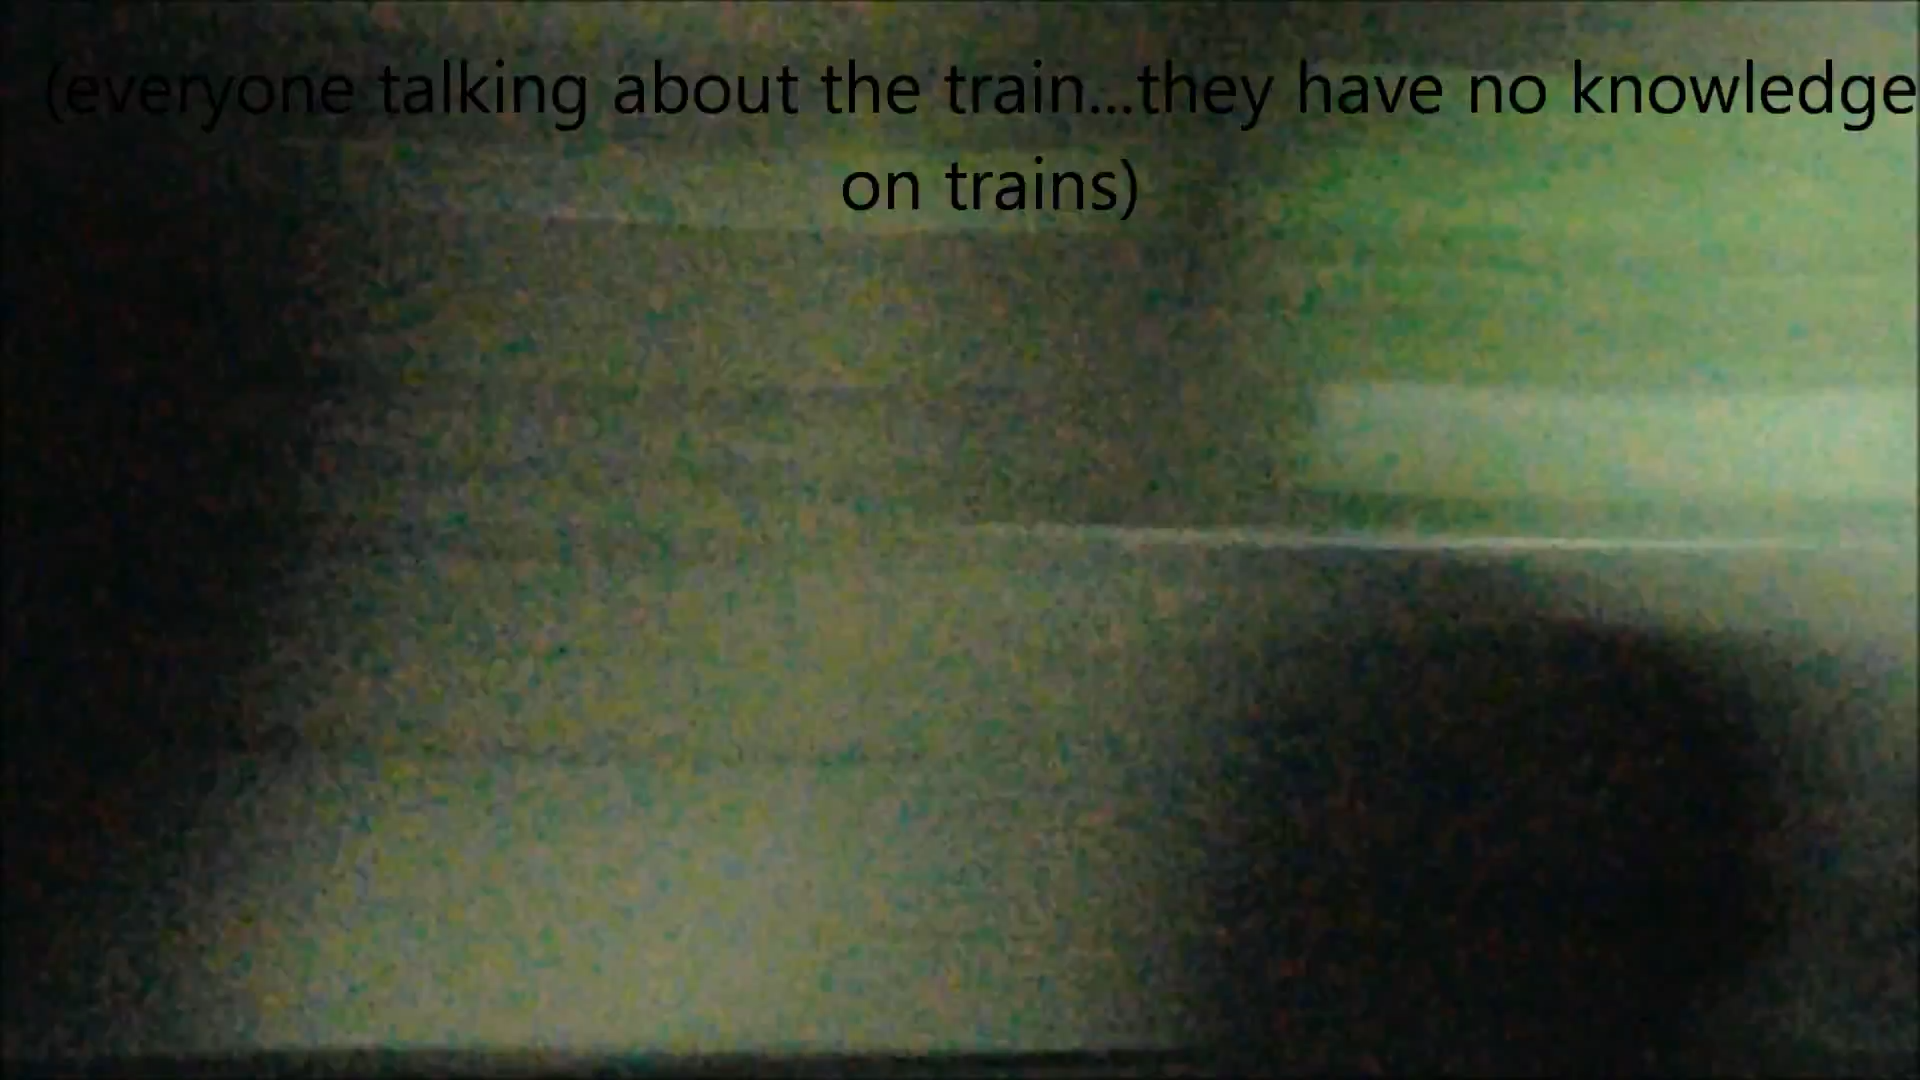 (everyone talking about the train...they have no knowledge
on trains)